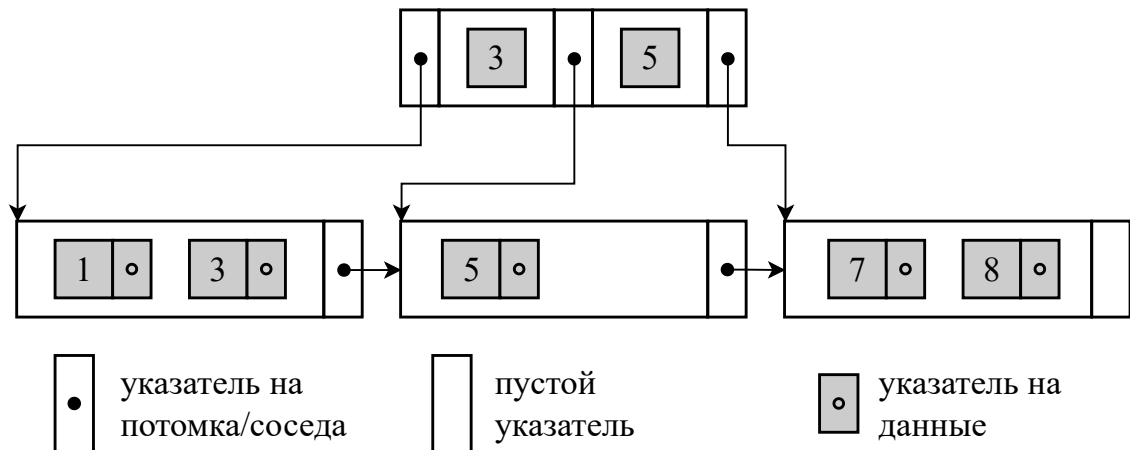 3 5
1 3 5 7 8
указатель на
потомка/соседа
пустой
указатель
указатель на
данные